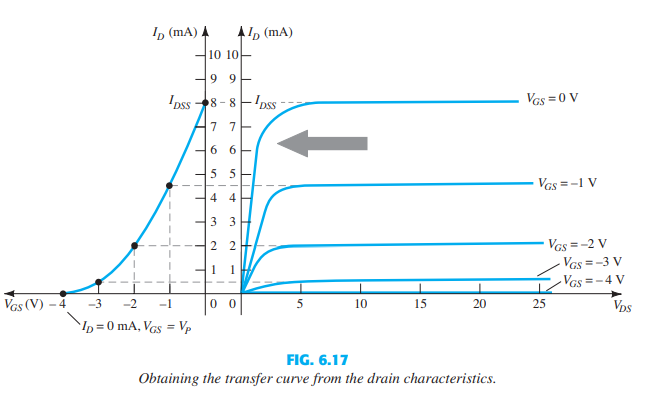 I_D (mA) I_D (mA)
10 10
9 9
I_DSS 8 8 I_DSS
V_GS = 0 V
7 7
6 6
5 5
V_GS = –1 V
4 4
3 3
2 2
V_GS = –2 V
V_GS = –3 V
1 1
V_GS = – 4 V
V_GS (V) – 4 –3 –2 –1 0 0 5 10 15 20 25 V_DS
I_D = 0 mA, V_GS = V_P
FIG. 6.17
Obtaining the transfer curve from the drain characteristics.